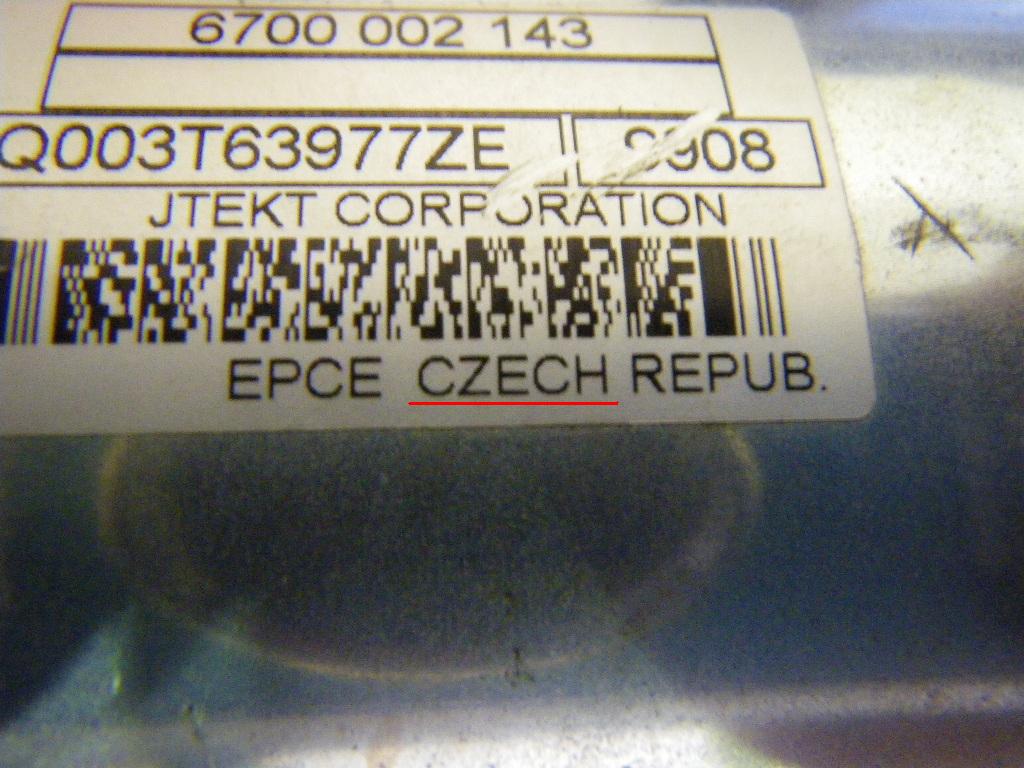 6700 002 143
Q003T63977ZE
JTEKT CORPORATION
EPCE CZECH REPUB.